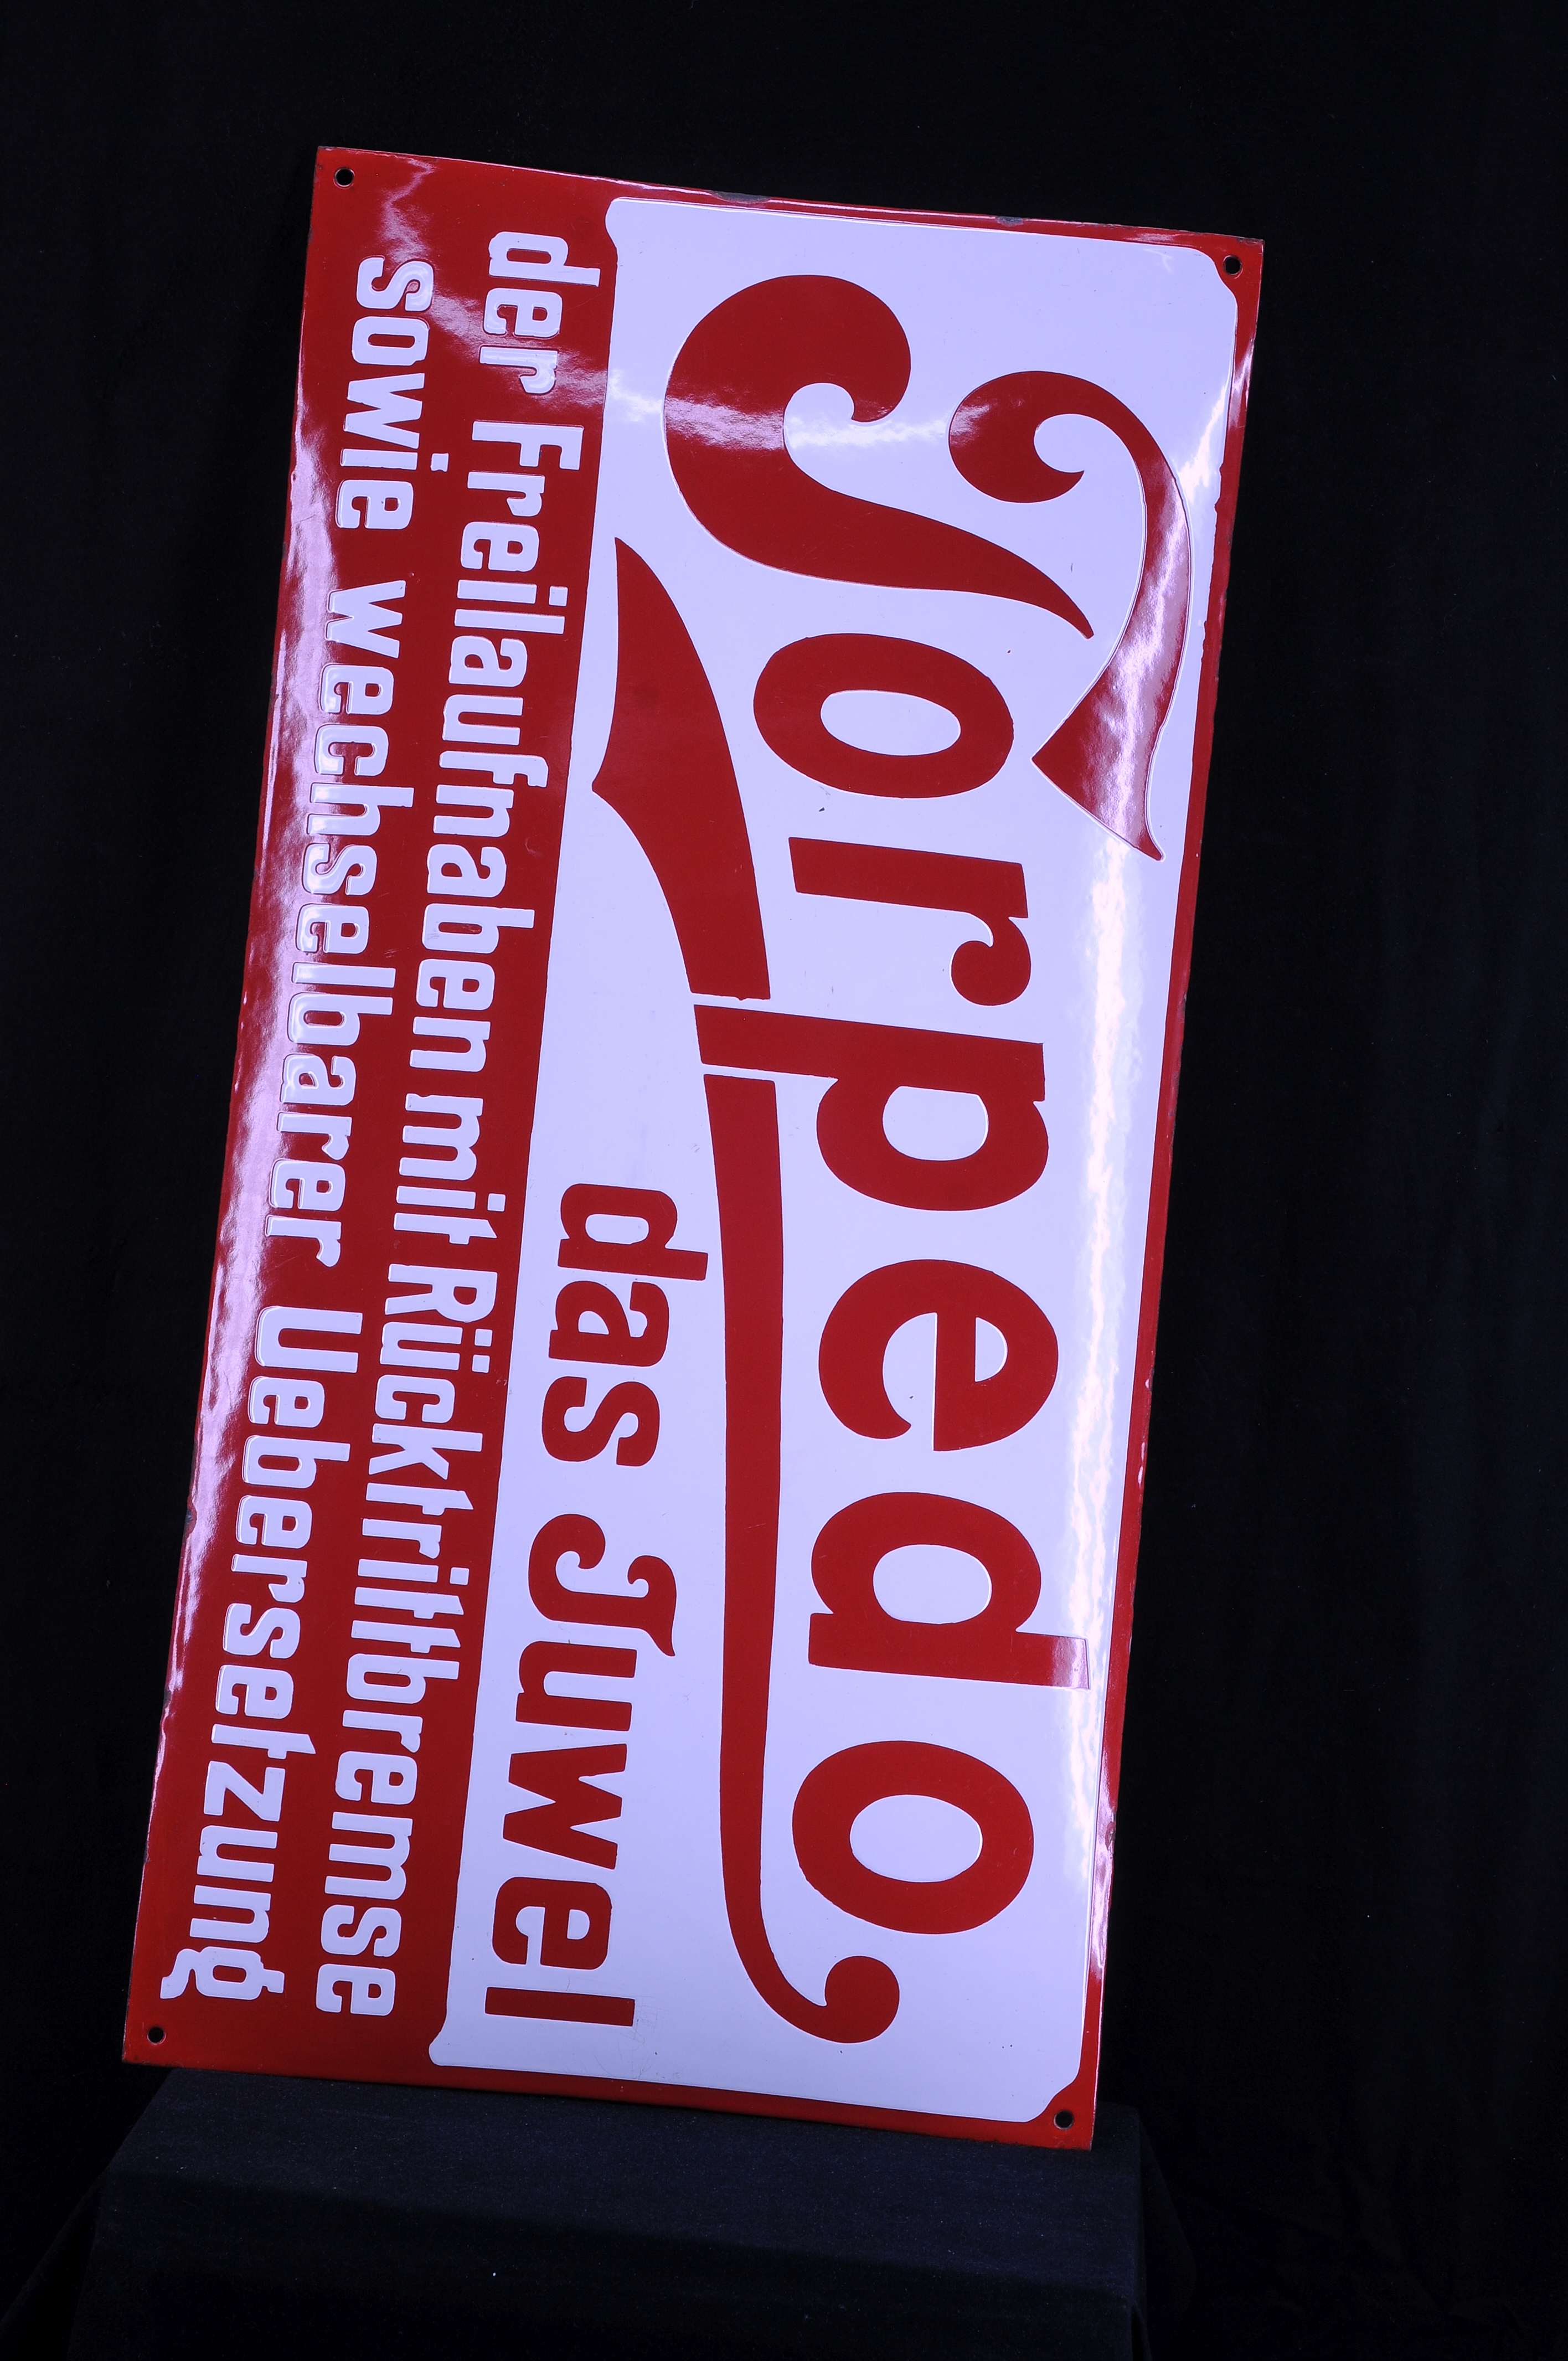 Torpedo
das Juwel
der Freilaufnaben mit Rücktrittbremse
sowie wechselbarer Uebersetzung